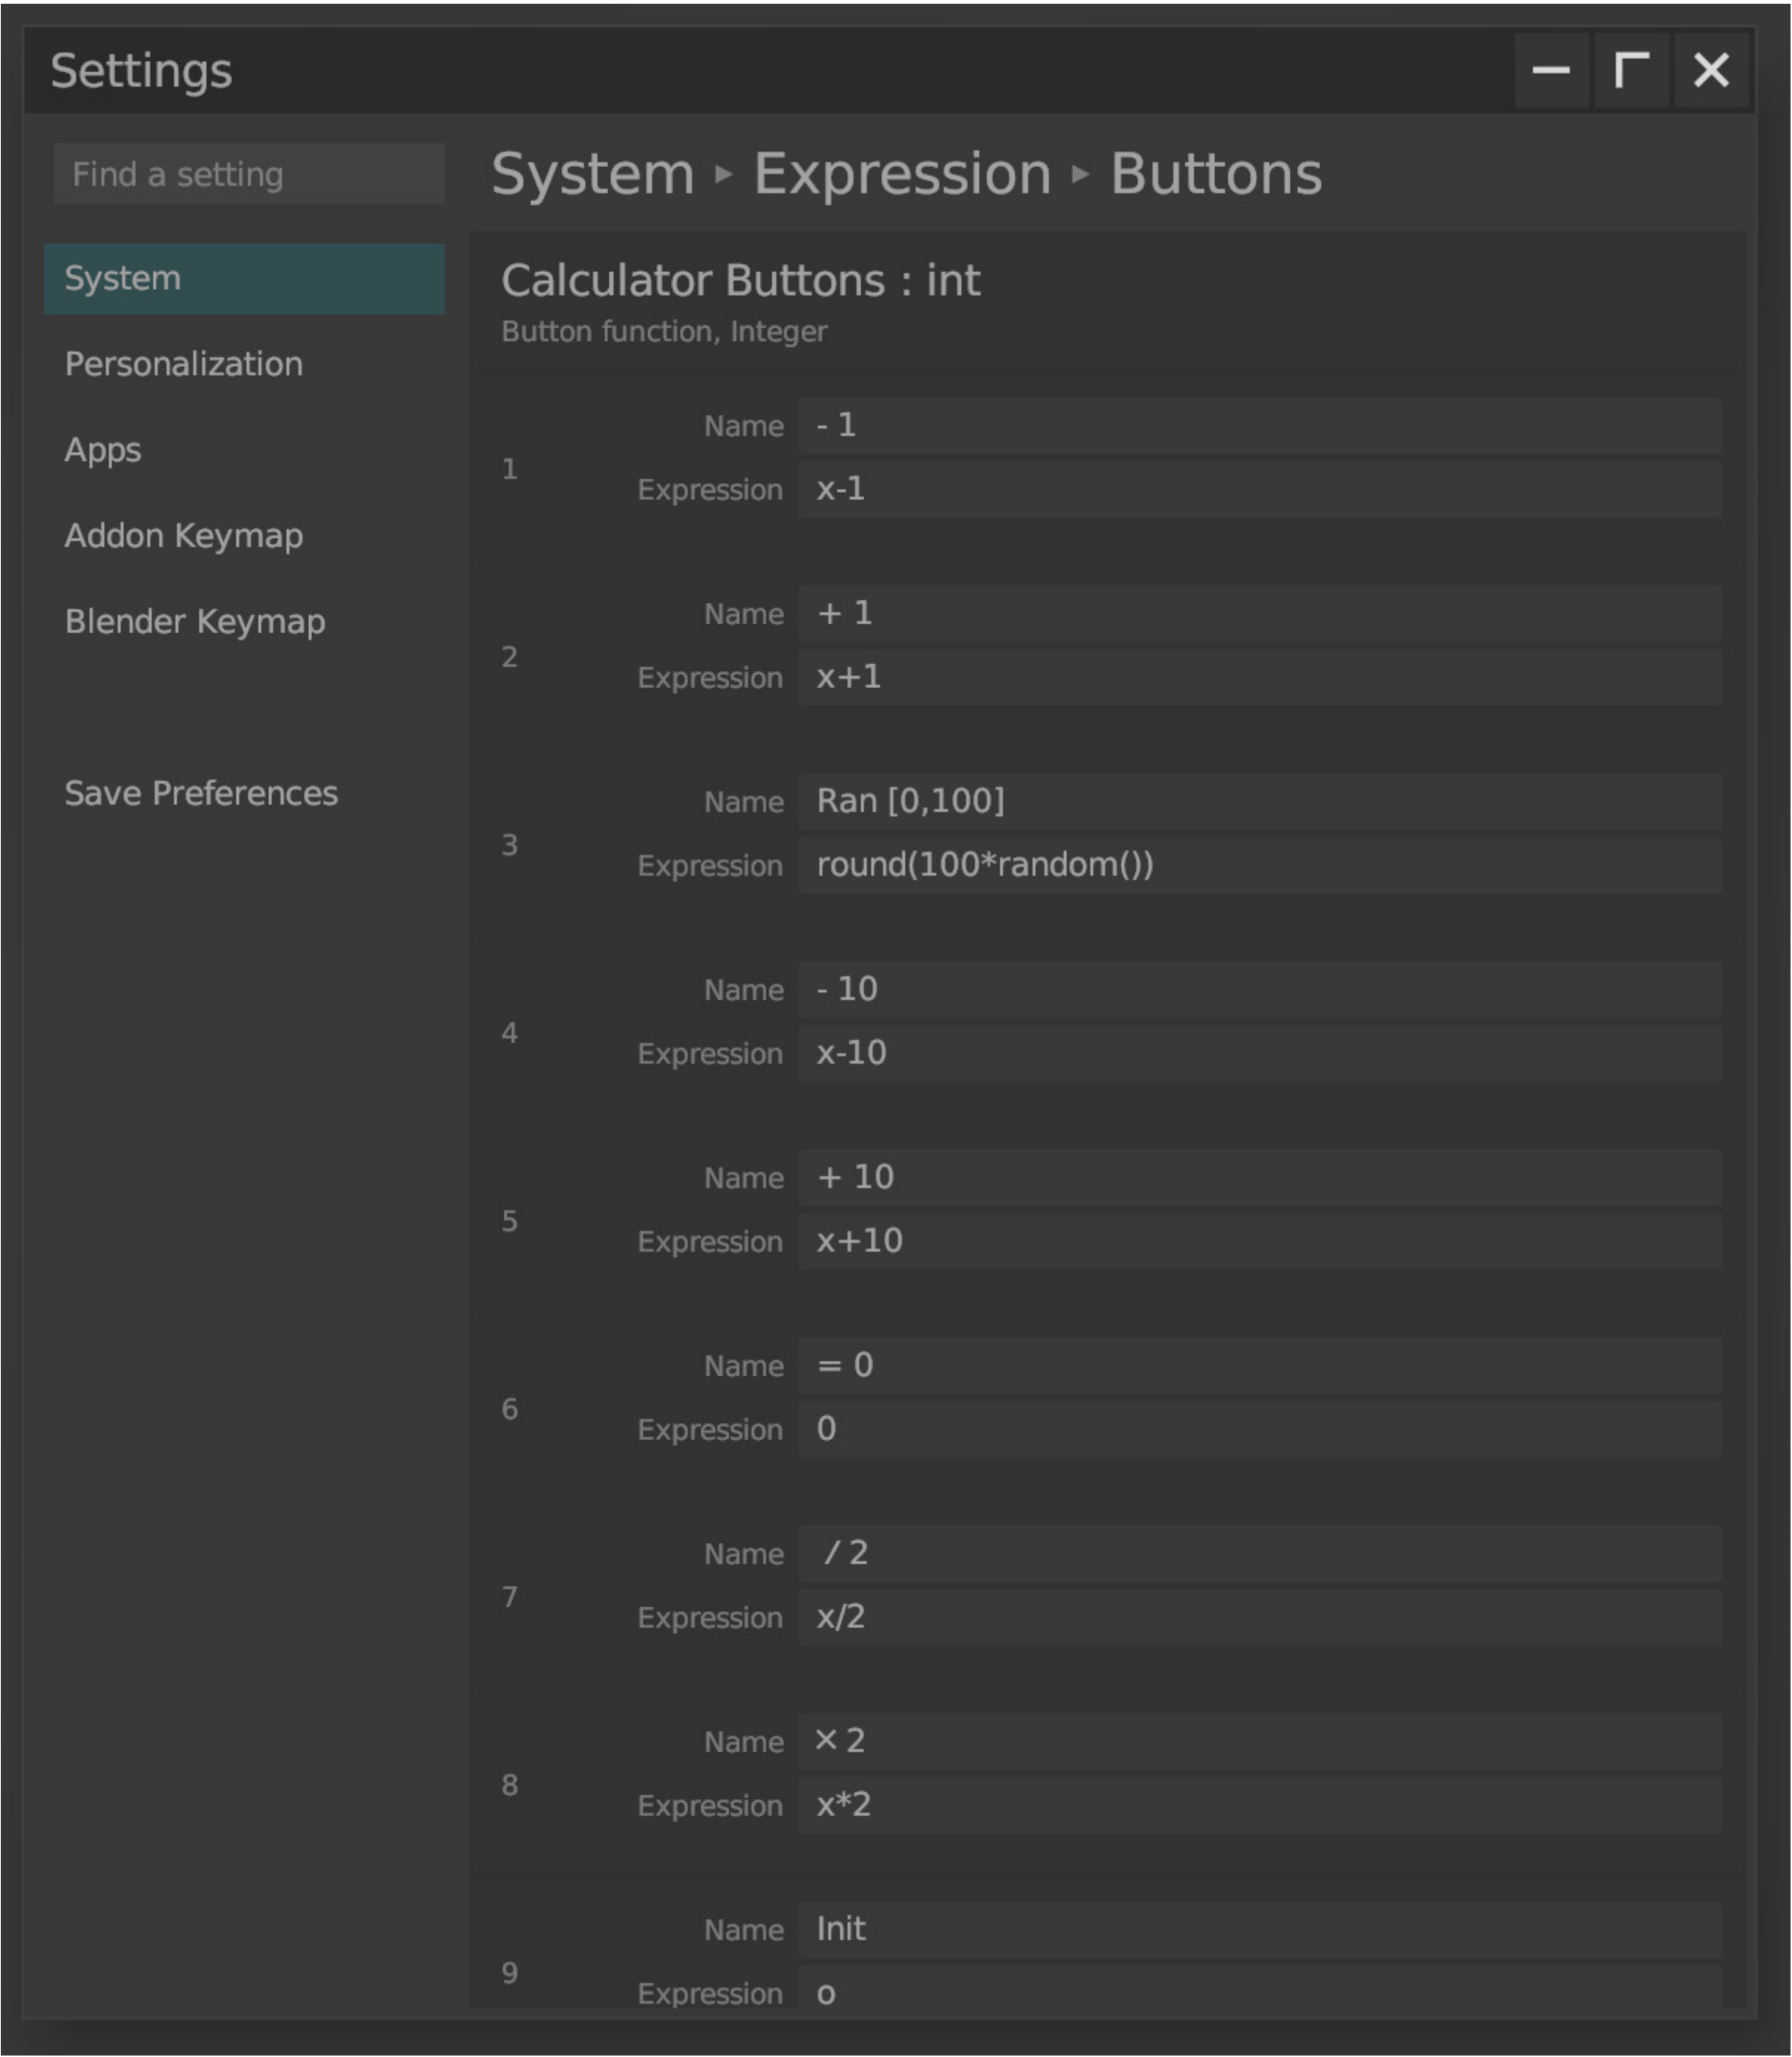 Settings
Find a setting
System ▸ Expression ▸ Buttons
System
Personalization
Apps
Addon Keymap
Blender Keymap
Save Preferences
Calculator Buttons : int
Button function, Integer
1
Name - 1
Expression x-1
2
Name + 1
Expression x+1
3
Name Ran [0,100]
Expression round(100*random())
4
Name - 10
Expression x-10
5
Name + 10
Expression x+10
6
Name = 0
Expression 0
7
Name / 2
Expression x/2
8
Name × 2
Expression x*2
9
Name Init
Expression o